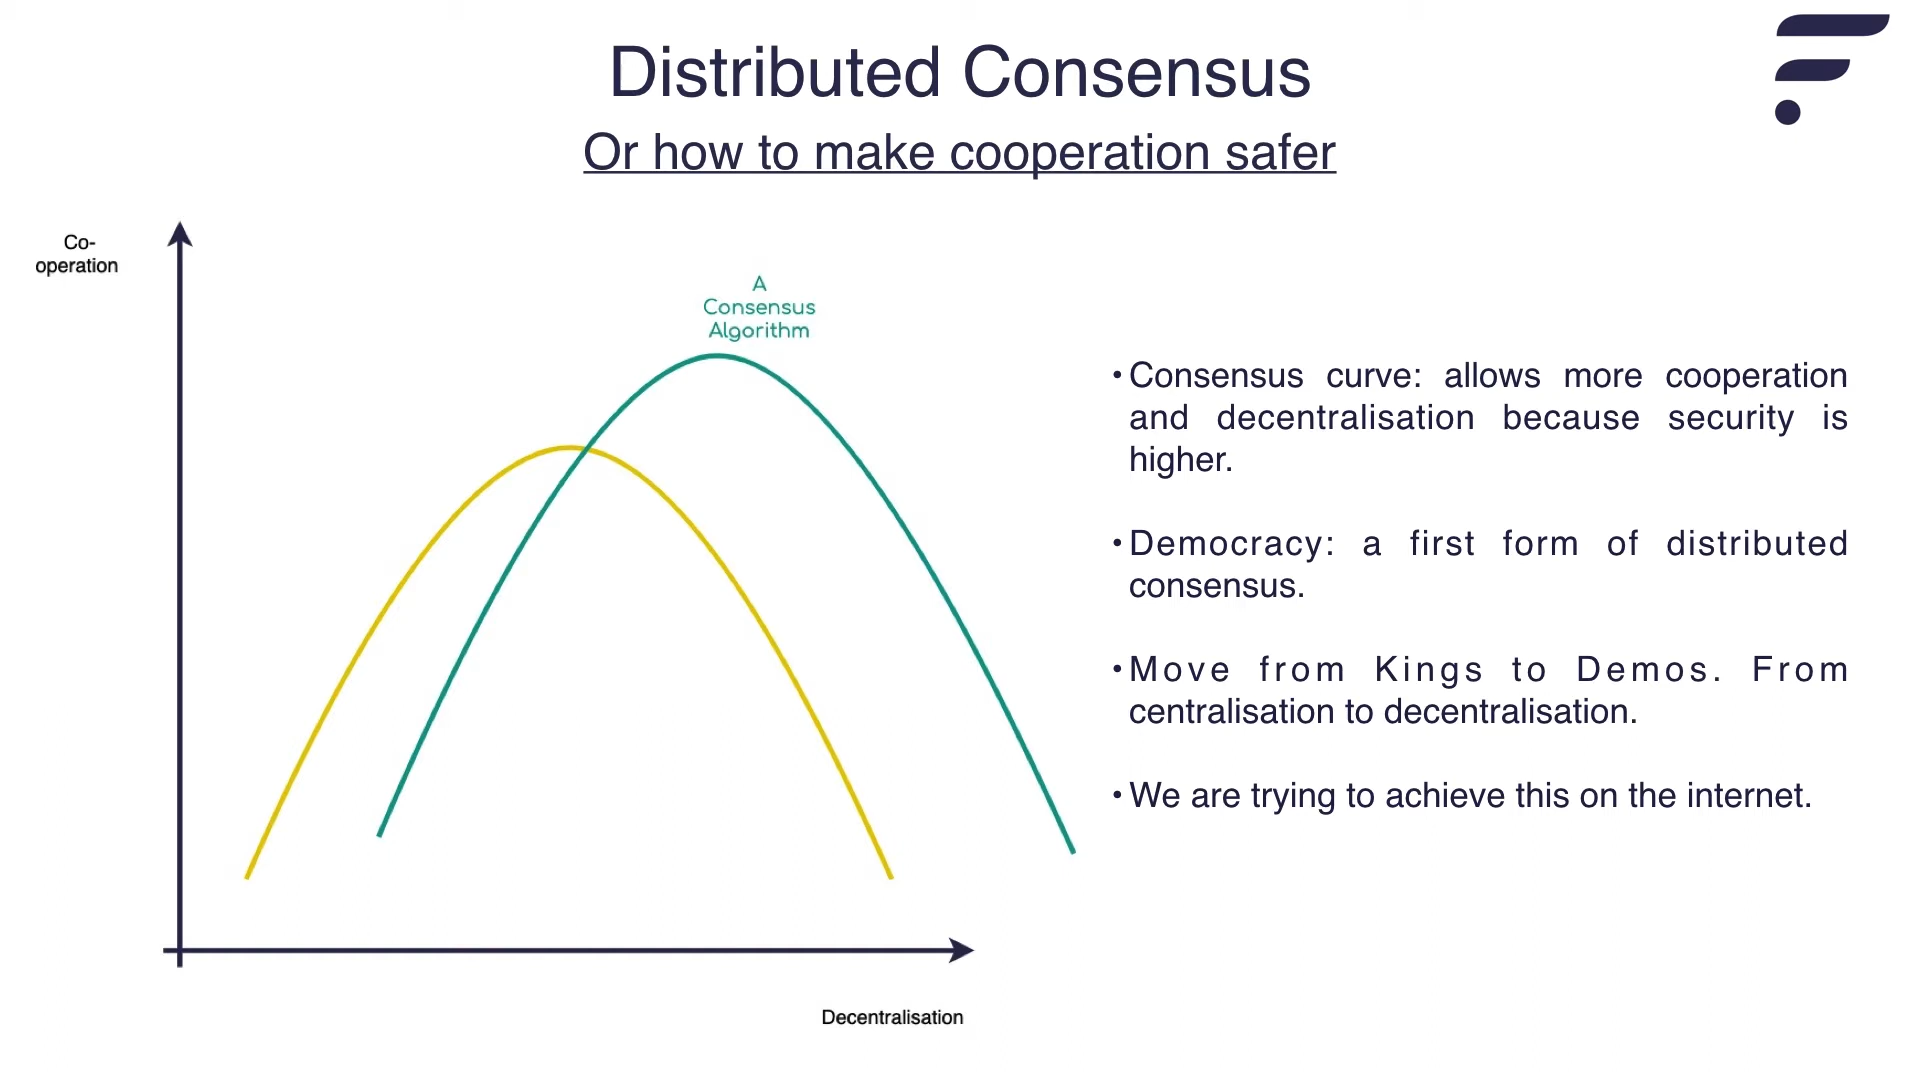 Distributed Consensus
Or how to make cooperation safer
Co-
operation
A
Consensus
Algorithm
Decentralisation
•Consensus curve: allows more cooperation
and decentralisation because security is
higher.
•Democracy: a first form of distributed
consensus.
•Move from Kings to Demos. From
centralisation to decentralisation.
•We are trying to achieve this on the internet.